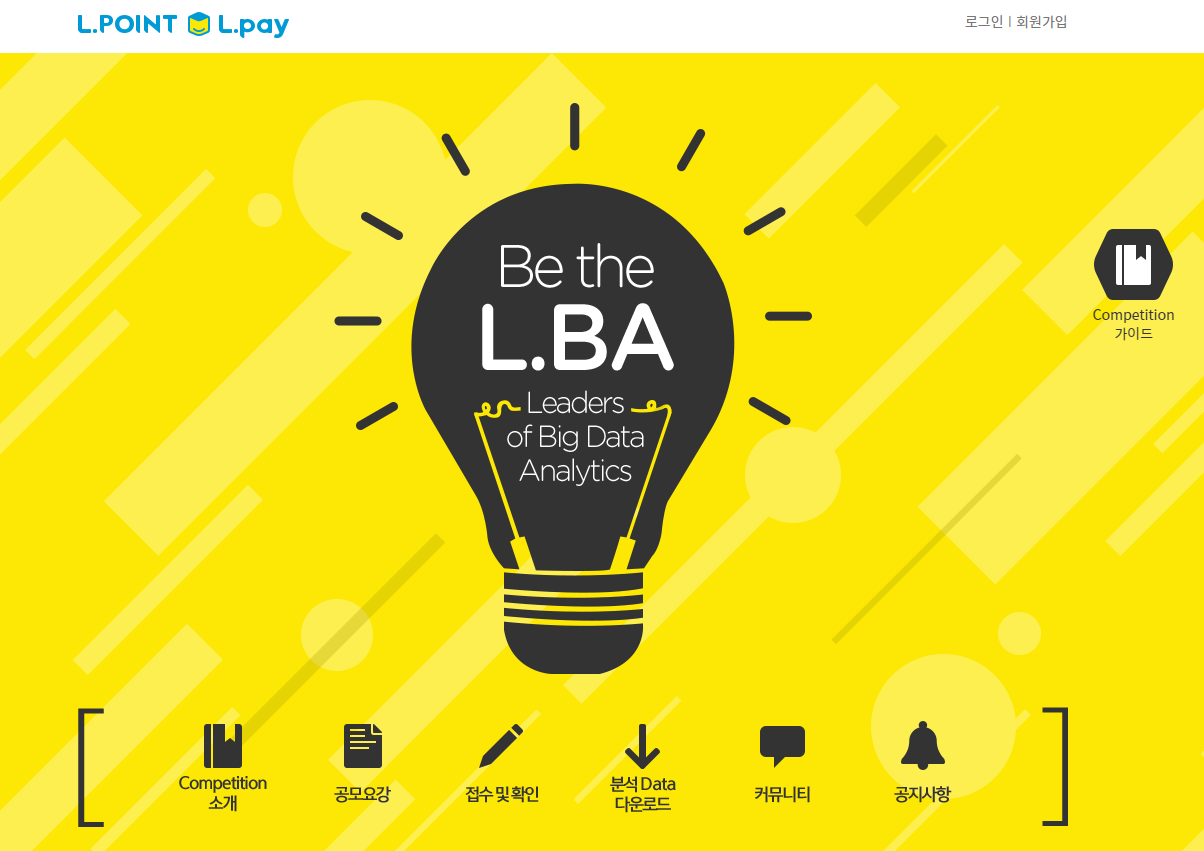 L.POINT L.pay
로그인 | 회원가입
Be the
L.BA
Leaders
of Big Data
Analytics
Competition
가이드
Competition
소개
공모요강
접수 및 확인
분석 Data
다운로드
커뮤니티
공지사항